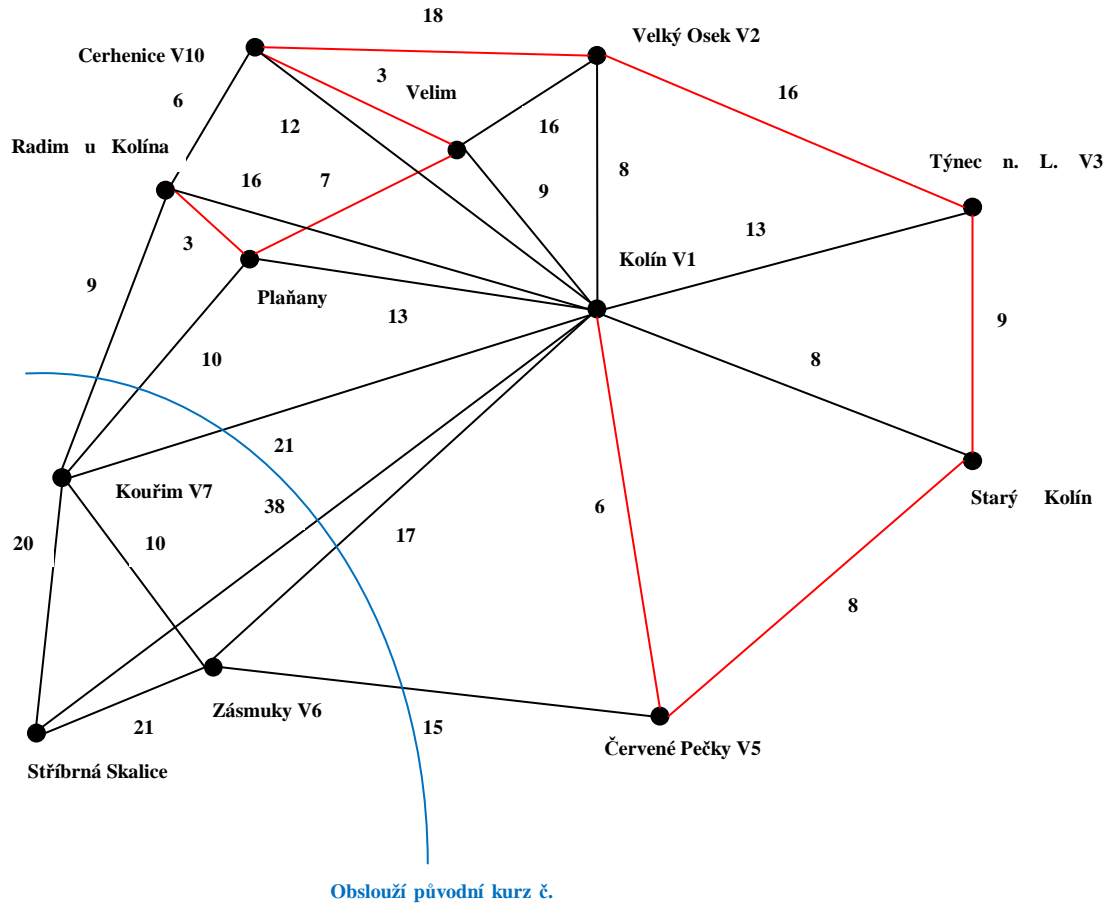 18
Velký Osek V2
Cerhenice V10
3
Velim
16
6
12
16
Radim u Kolína
16
7
8
Týnec n. L. V3
9
3
13
Kolín V1
9
Plaňany
13
9
10
8
21
Kouřim V7
38
6
Starý Kolín
20
10
17
8
Zásmuky V6
21
15
Červené Pečky V5
Stříbrná Skalice
Obslouží původní kurz č.